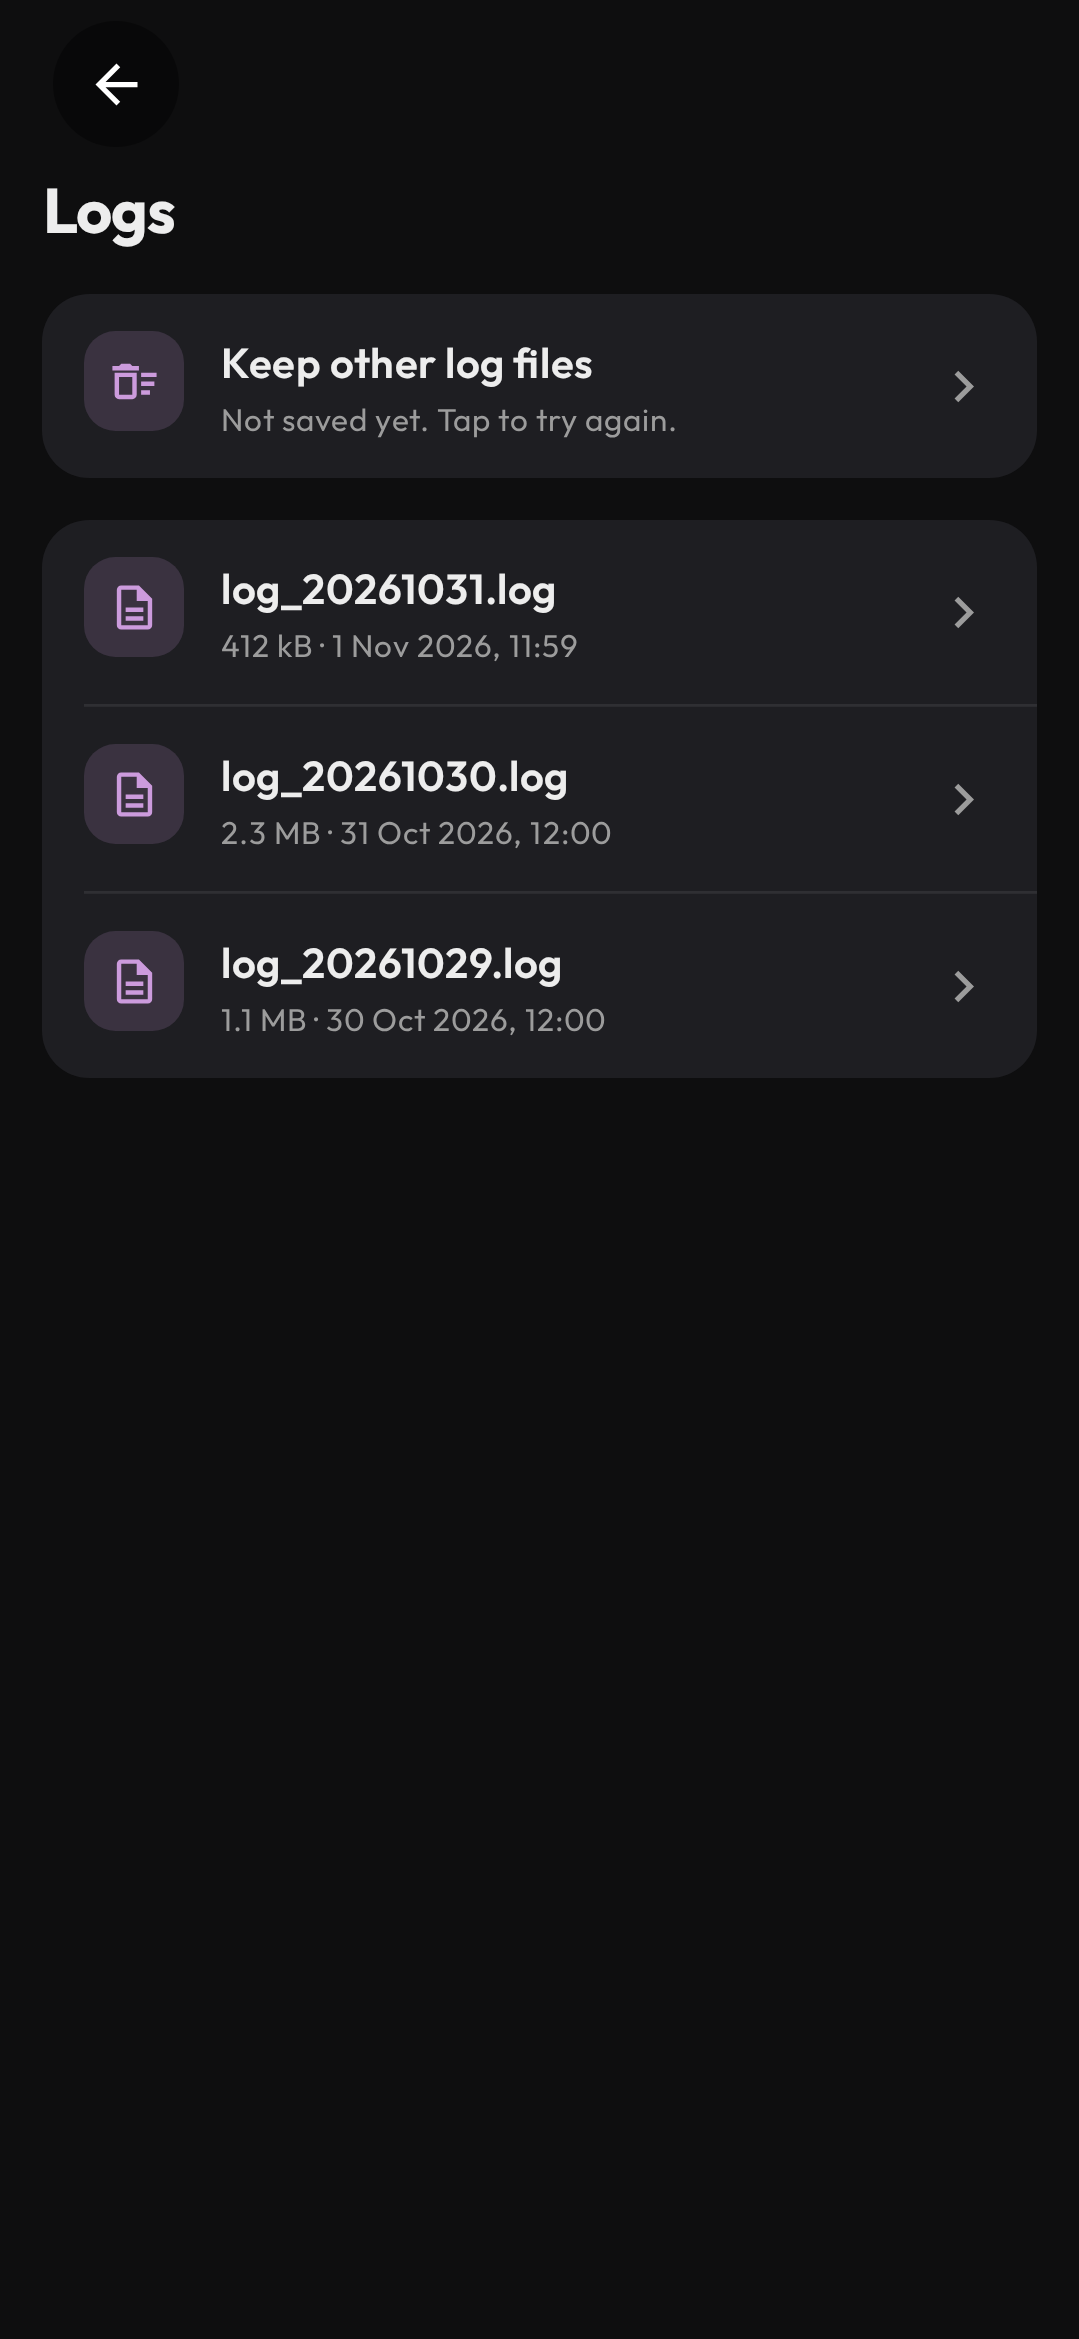 Logs
Keep other log files
Not saved yet. Tap to try again.
log_20261031.log
412 kB · 1 Nov 2026, 11:59
log_20261030.log
2.3 MB · 31 Oct 2026, 12:00
log_20261029.log
1.1 MB · 30 Oct 2026, 12:00